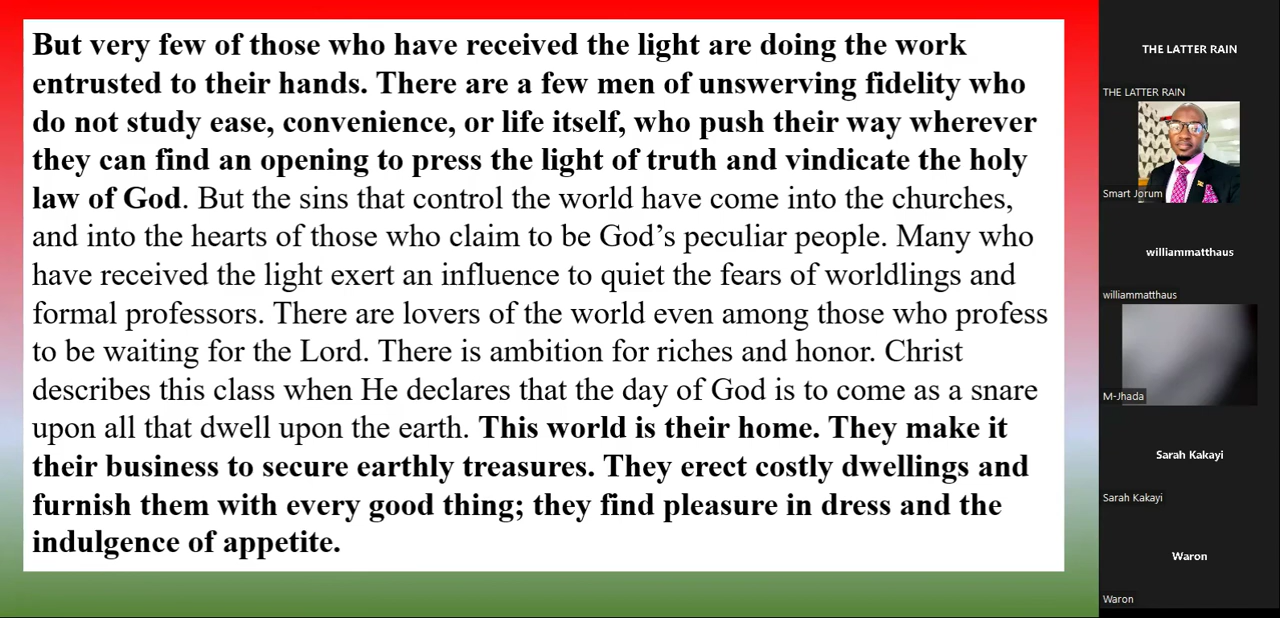 But very few of those who have received the light are doing the work
entrusted to their hands. There are a few men of unswerving fidelity who
do not study ease, convenience, or life itself, who push their way wherever
they can find an opening to press the light of truth and vindicate the holy
law of God. But the sins that control the world have come into the churches,
and into the hearts of those who claim to be God’s peculiar people. Many who
have received the light exert an influence to quiet the fears of worldlings and
formal professors. There are lovers of the world even among those who profess
to be waiting for the Lord. There is ambition for riches and honor. Christ
describes this class when He declares that the day of God is to come as a snare
upon all that dwell upon the earth. This world is their home. They make it
their business to secure earthly treasures. They erect costly dwellings and
furnish them with every good thing; they find pleasure in dress and the
indulgence of appetite.
THE LATTER RAIN
THE LATTER RAIN
Smart Jorum
williammatthaus
williammatthaus
M-Jhada
Sarah Kakayi
Sarah Kakayi
Waron
Waron